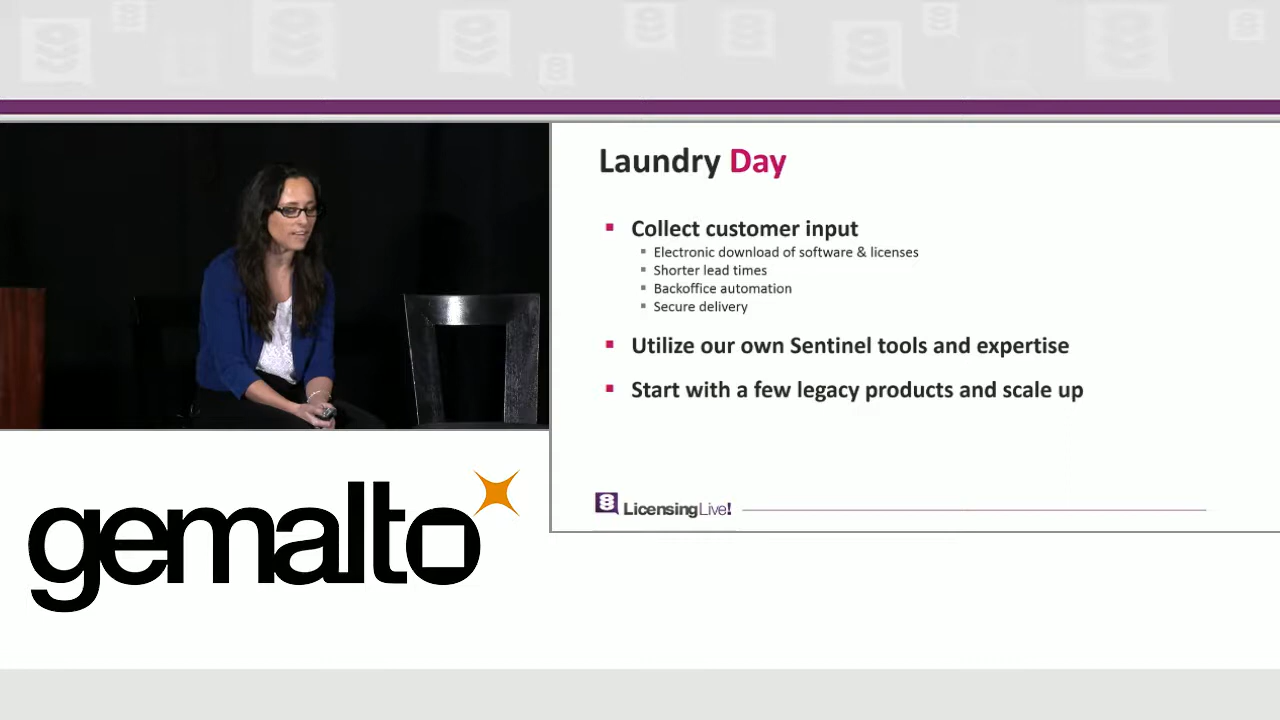 Laundry Day
Collect customer input
Electronic download of software & licenses
Shorter lead times
Backoffice automation
Secure delivery
Utilize our own Sentinel tools and expertise
Start with a few legacy products and scale up
LicensingLive!
gemalto